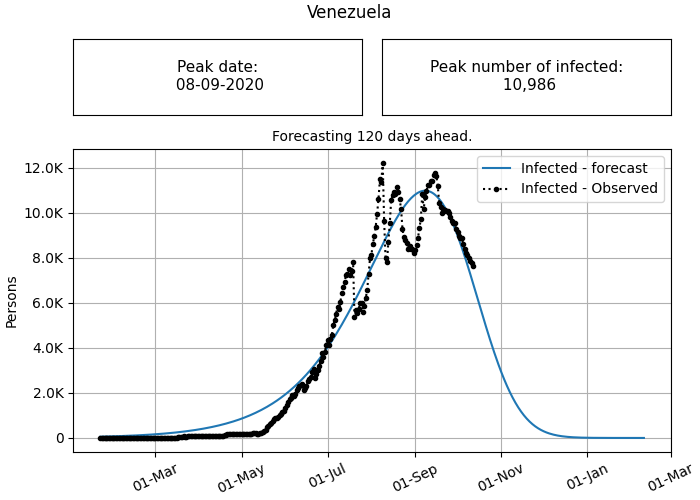 Venezuela
Peak date:
08-09-2020
Peak number of infected:
10,986
Forecasting 120 days ahead.
Infected - forecast
Infected - Observed
12.0K
10.0K
8.0K
6.0K
4.0K
2.0K
0
Persons
01-Mar
01-May
01-Jul
01-Sep
01-Nov
01-Jan
01-Mar